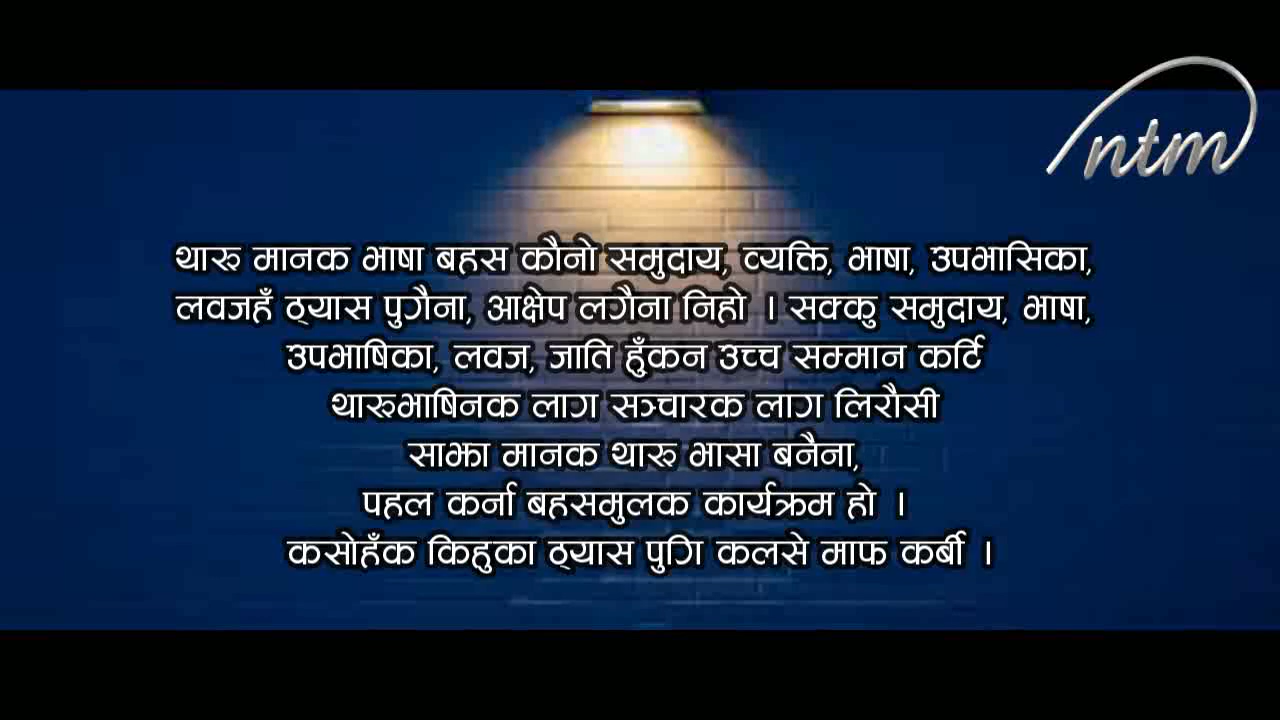 ntm
थारु मानक भाषा बहस कौनो समुदाय, व्यक्ति, भाषा, उपभासिका,
लवजहँ ठ्यास पुगैना, आक्षेप लगैना निहो । सक्कु समुदाय, भाषा,
उपभाषिका, लवज, जाति हुँकन उच्च सम्मान कर्टि
थारुभाषिनक लाग सञ्चारक लाग लिरौसी
साझा मानक थारु भासा बनैना,
पहल कर्ना बहसमुलक कार्यक्रम हो ।
कसोहँक किहुका ठ्यास पुगि कलसे माफ कर्बी ।